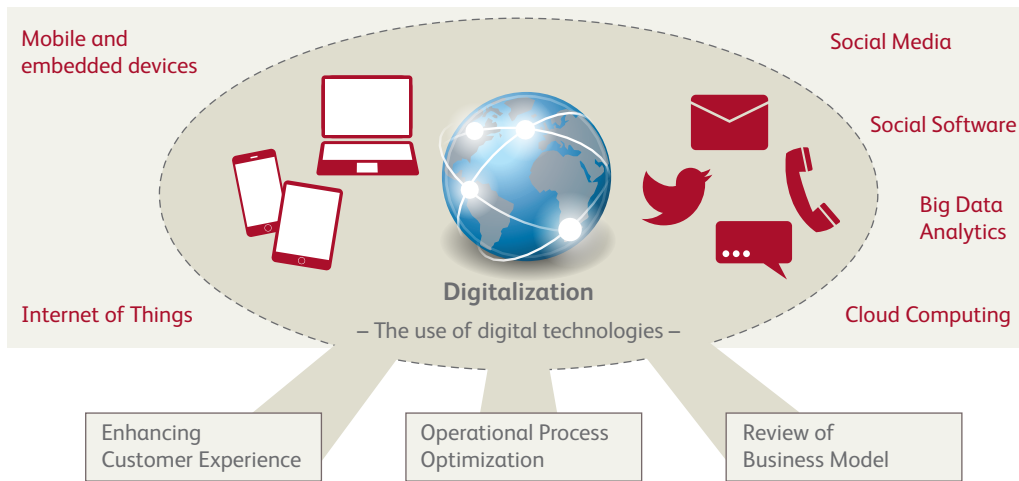 Mobile and
embedded devices
Social Media
Social Software
Big Data
Analytics
Internet of Things
Cloud Computing
Digitalization
– The use of digital technologies –
Enhancing
Customer Experience
Operational Process
Optimization
Review of
Business Model